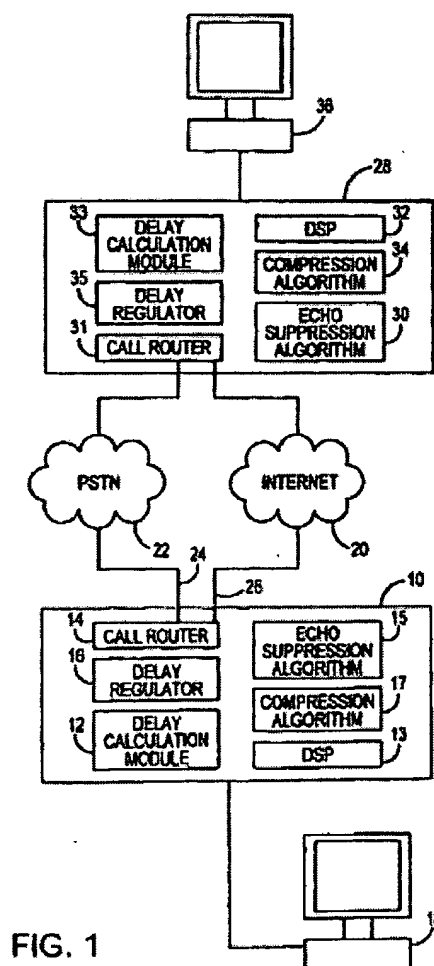 36
28
33
DELAY
CALCULATION
MODULE
DSP
32
COMPRESSION
ALGORITHM
34
35
DELAY
REGULATOR
ECHO
SUPPRESSION
ALGORITHM
30
31
CALL ROUTER
PSTN
22
INTERNET
20
24
26
10
14
CALL ROUTER
ECHO
SUPPRESSION
ALGORITHM
15
16
DELAY
REGULATOR
COMPRESSION
ALGORITHM
17
12
DELAY
CALCULATION
MODULE
DSP
13
FIG. 1